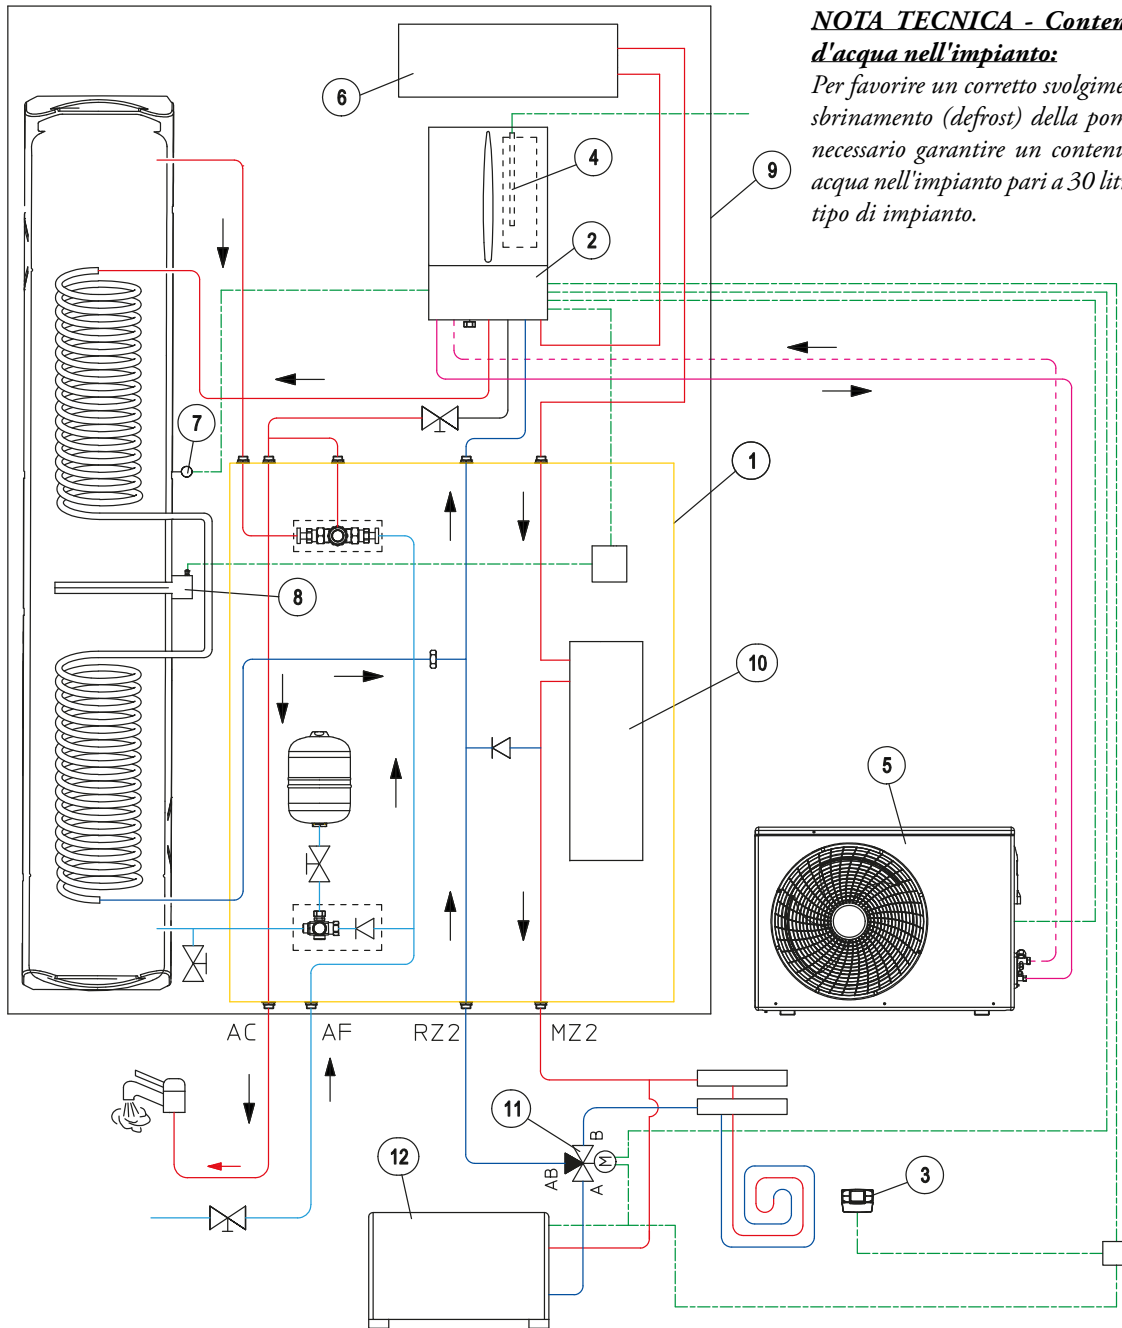 NOTA TECNICA - Conten
d'acqua nell'impianto:
Per favorire un corretto svolgime
sbrinamento (defrost) della pon
necessario garantire un contenu
acqua nell'impianto pari a 30 lit
tipo di impianto.
6
4
9
2
7
1
8
10
5
AC
AF
RZ2
MZ2
11
B
M
AB
A
12
3